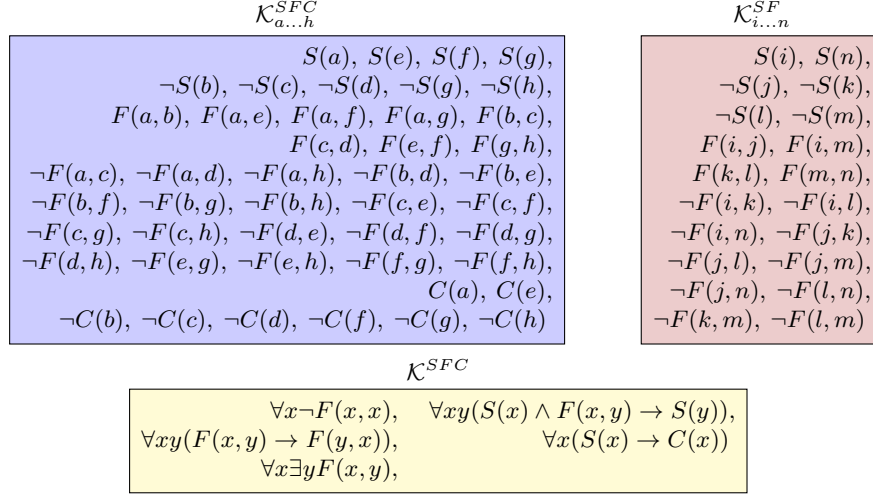 𝒦^{SFC}_{a...h}
S(a), S(e), S(f), S(g),
¬S(b), ¬S(c), ¬S(d), ¬S(g), ¬S(h),
F(a, b), F(a, e), F(a, f), F(a, g), F(b, c),
F(c, d), F(e, f), F(g, h),
¬F(a, c), ¬F(a, d), ¬F(a, h), ¬F(b, d), ¬F(b, e),
¬F(b, f), ¬F(b, g), ¬F(b, h), ¬F(c, e), ¬F(c, f),
¬F(c, g), ¬F(c, h), ¬F(d, e), ¬F(d, f), ¬F(d, g),
¬F(d, h), ¬F(e, g), ¬F(e, h), ¬F(f, g), ¬F(f, h),
C(a), C(e),
¬C(b), ¬C(c), ¬C(d), ¬C(f), ¬C(g), ¬C(h)
𝒦^{SF}_{i...n}
S(i), S(n),
¬S(j), ¬S(k),
¬S(l), ¬S(m),
F(i, j), F(i, m),
F(k, l), F(m, n),
¬F(i, k), ¬F(i, l),
¬F(i, n), ¬F(j, k),
¬F(j, l), ¬F(j, m),
¬F(j, n), ¬F(l, n),
¬F(k, m), ¬F(l, m)
𝒦^{SFC}
∀x¬F(x, x), ∀xy(S(x) ∧ F(x, y) → S(y)),
∀xy(F(x, y) → F(y, x)), ∀x(S(x) → C(x))
∀x∃yF(x, y),